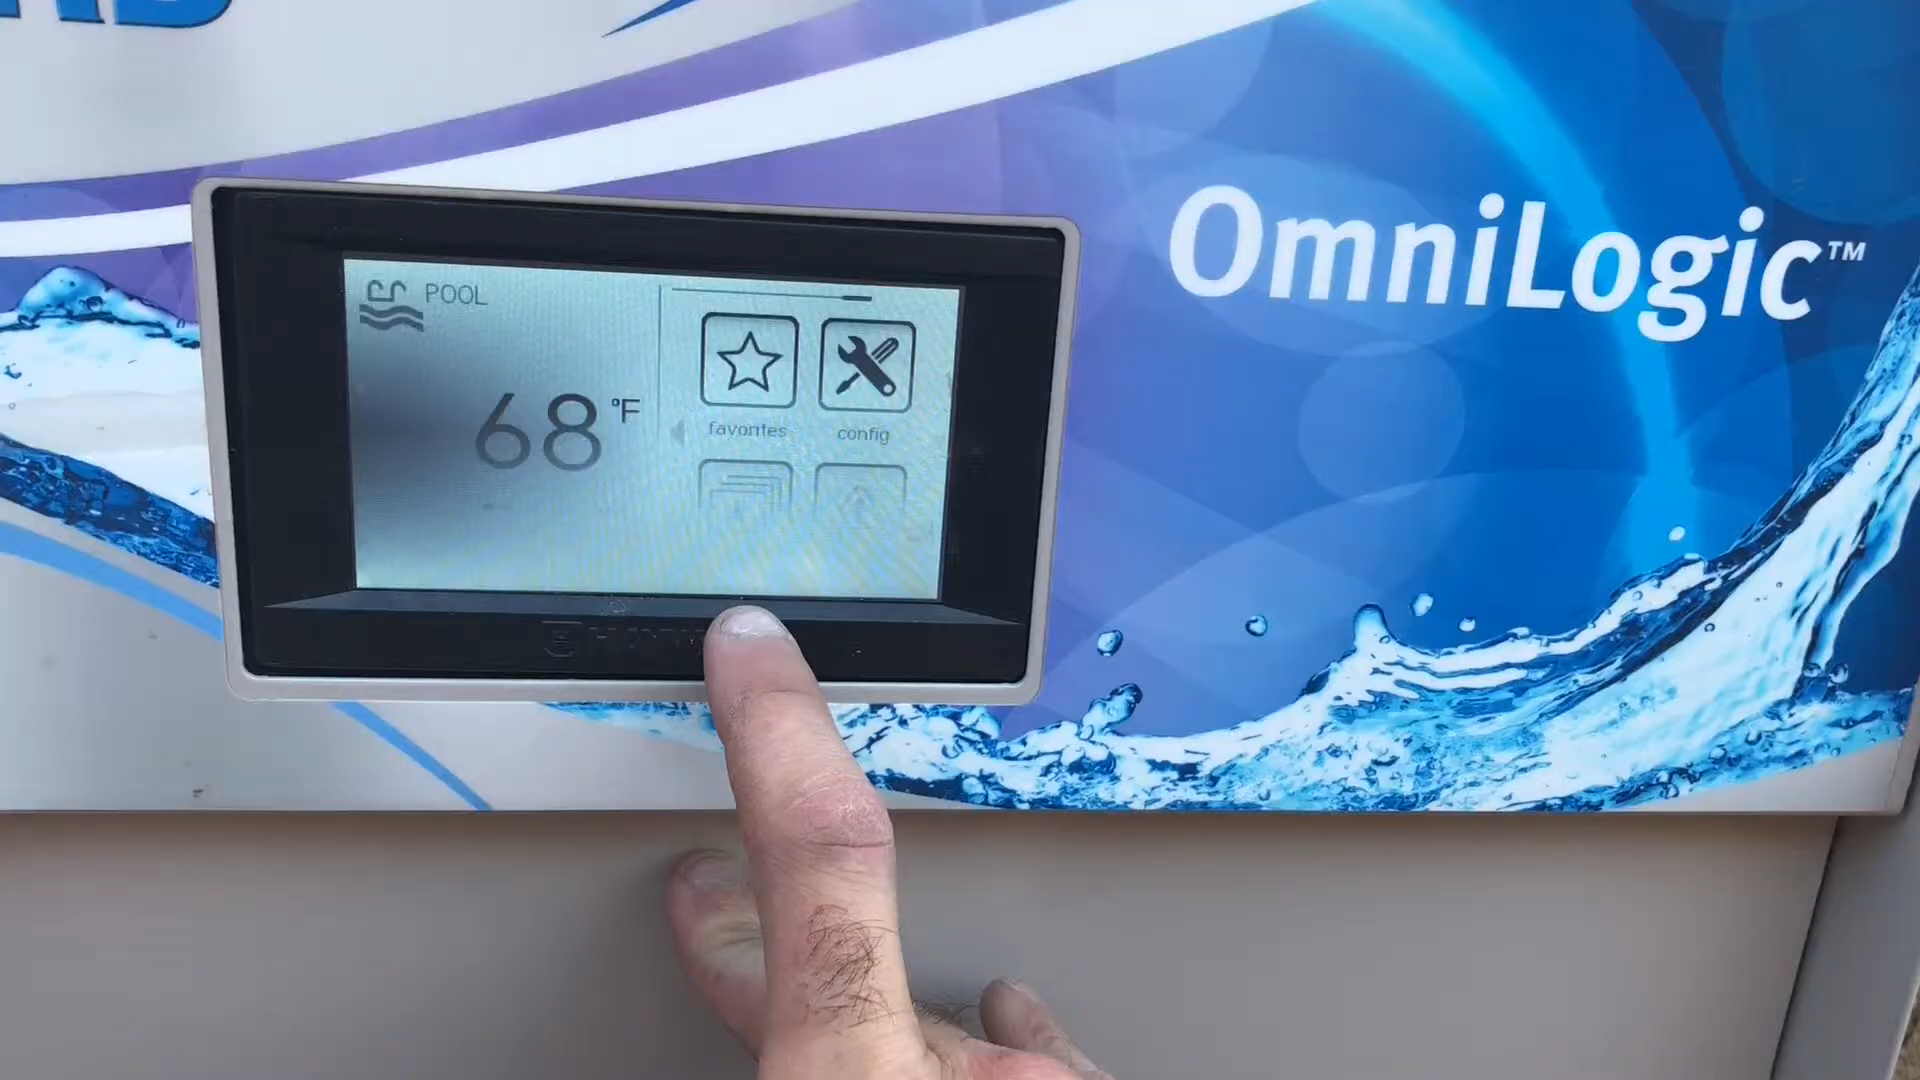 POOL
68 °F
favorites
config
OmniLogic™